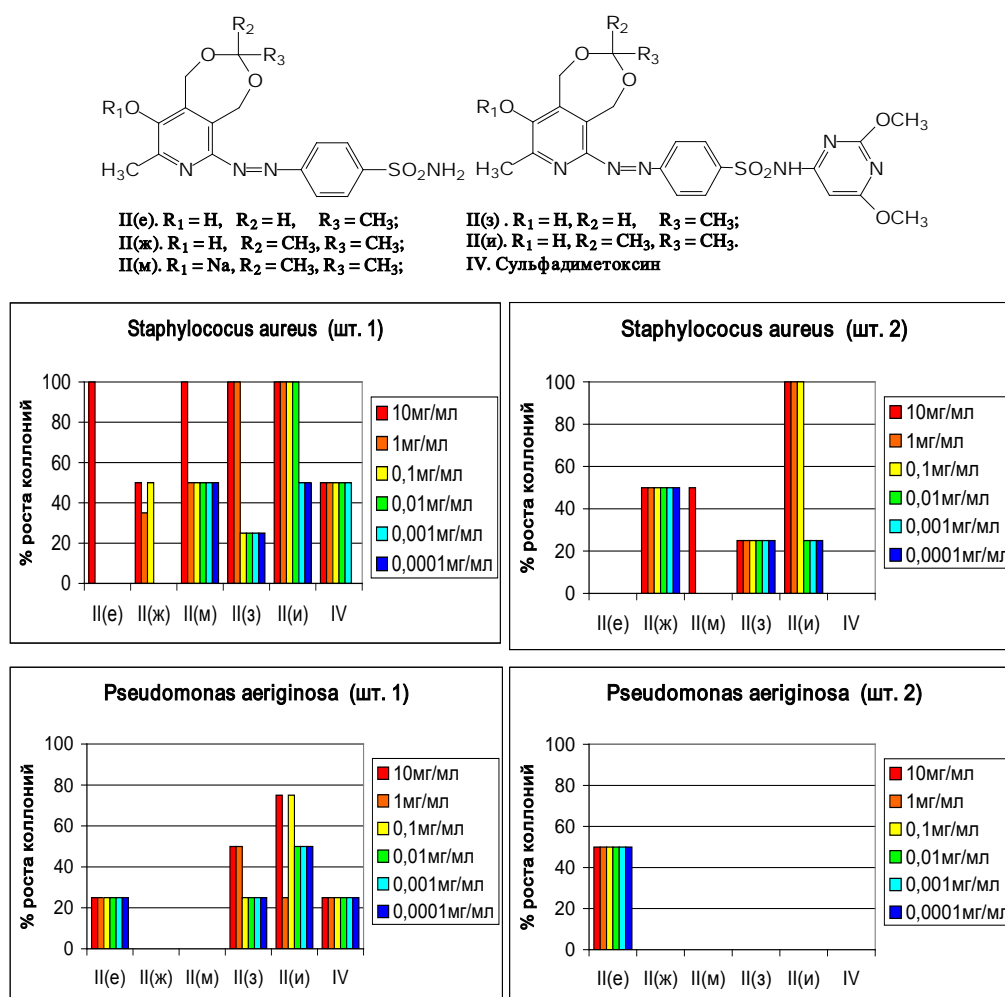 R2
R3
O
O
R1
O
H3C
N
N=N
SO2NH2
R2
R3
O
O
R1
O
H3C
N
N=N
SO2NH
N
N
OCH3
OCH3
II(е). R1 = H, R2 = H, R3 = CH3;
II(ж). R1 = H, R2 = CH3, R3 = CH3;
II(м). R1 = Na, R2 = CH3, R3 = CH3;
II(з) . R1 = H, R2 = H, R3 = CH3;
II(и). R1 = H, R2 = CH3, R3 = CH3.
IV. Сульфадиметоксин
Staphylococus aureus (шт. 1)
% роста коллоний
100
80
60
40
20
0
II(е) II(ж) II(м) II(з) II(и) IV
10мг/мл
1мг/мл
0,1мг/мл
0,01мг/мл
0,001мг/мл
0,0001мг/мл
Staphylococus aureus (шт. 2)
% роста коллоний
100
80
60
40
20
0
II(е) II(ж) II(м) II(з) II(и) IV
10мг/мл
1мг/мл
0,1мг/мл
0,01мг/мл
0,001мг/мл
0,0001мг/мл
Pseudomonas aeriginosa (шт. 1)
% роста коллоний
100
80
60
40
20
0
II(е) II(ж) II(м) II(з) II(и) IV
10мг/мл
1мг/мл
0,1мг/мл
0,01мг/мл
0,001мг/мл
0,0001мг/мл
Pseudomonas aeriginosa (шт. 2)
% роста коллоний
100
80
60
40
20
0
II(е) II(ж) II(м) II(з) II(и) IV
10мг/мл
1мг/мл
0,1мг/мл
0,01мг/мл
0,001мг/мл
0,0001мг/мл